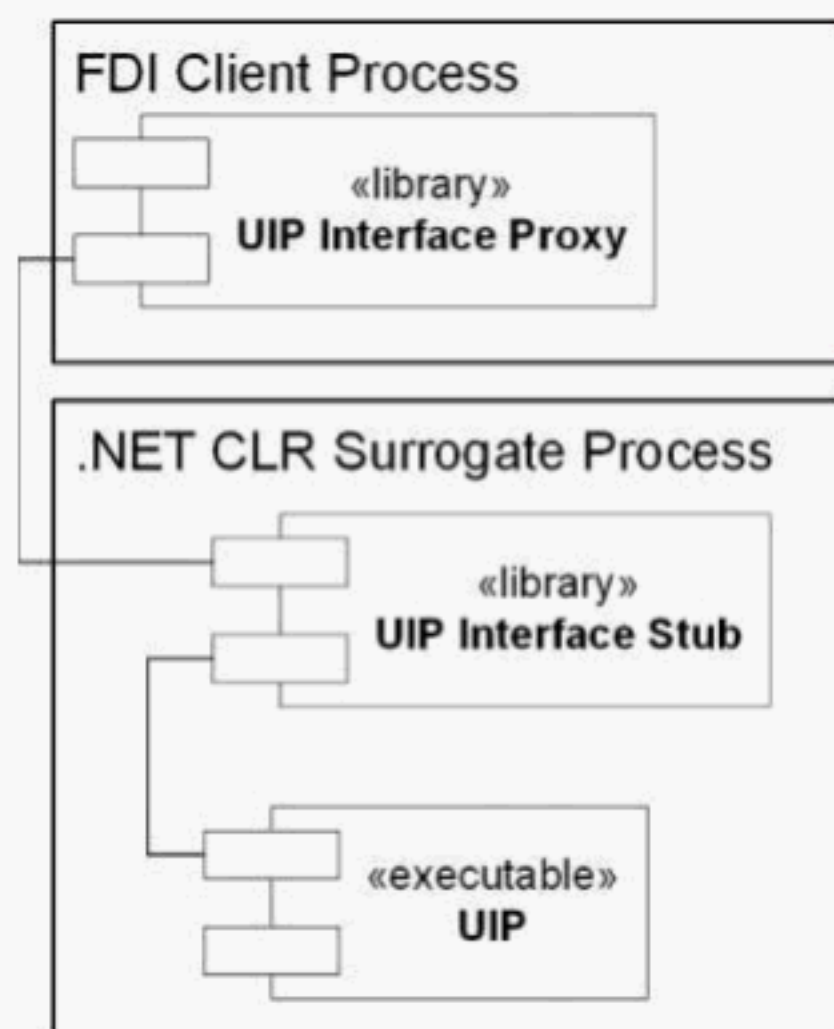 FDI Client Process
«library»
UIP Interface Proxy
.NET CLR Surrogate Process
«library»
UIP Interface Stub
«executable»
UIP